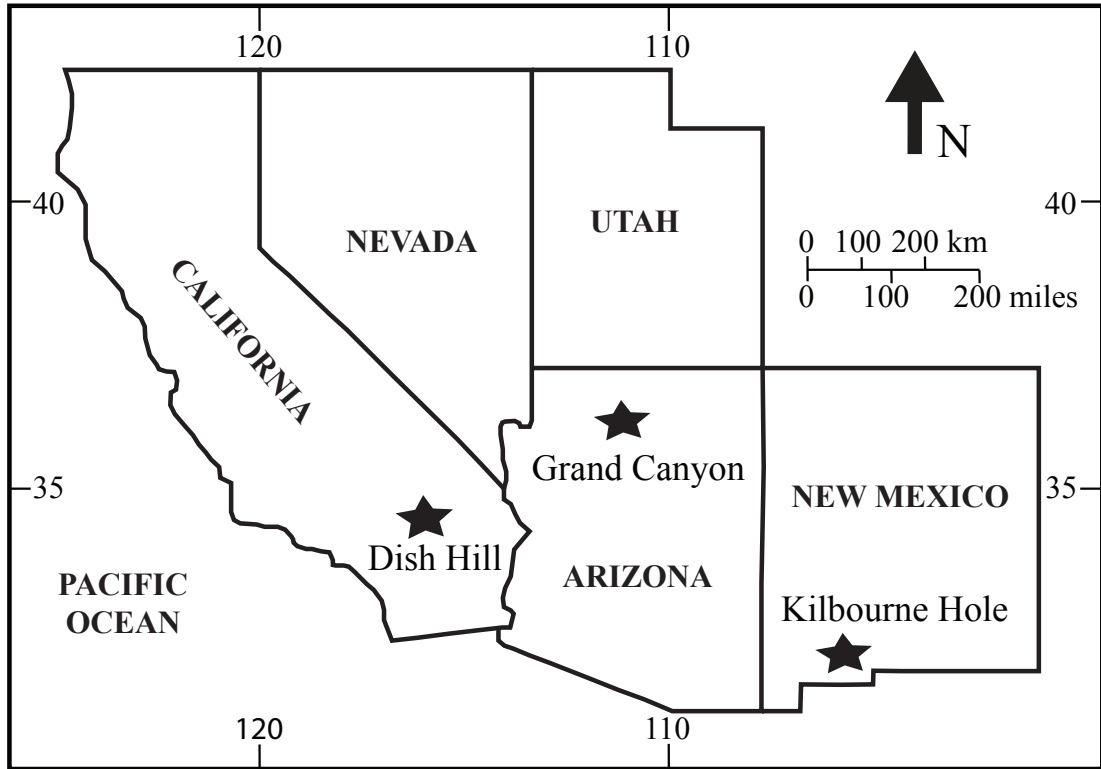 120
110
N
40
40
UTAH
NEVADA
0 100 200 km
0 100 200 miles
CALIFORNIA
Grand Canyon
35
35
NEW MEXICO
Dish Hill
ARIZONA
PACIFIC
OCEAN
Kilbourne Hole
120
110